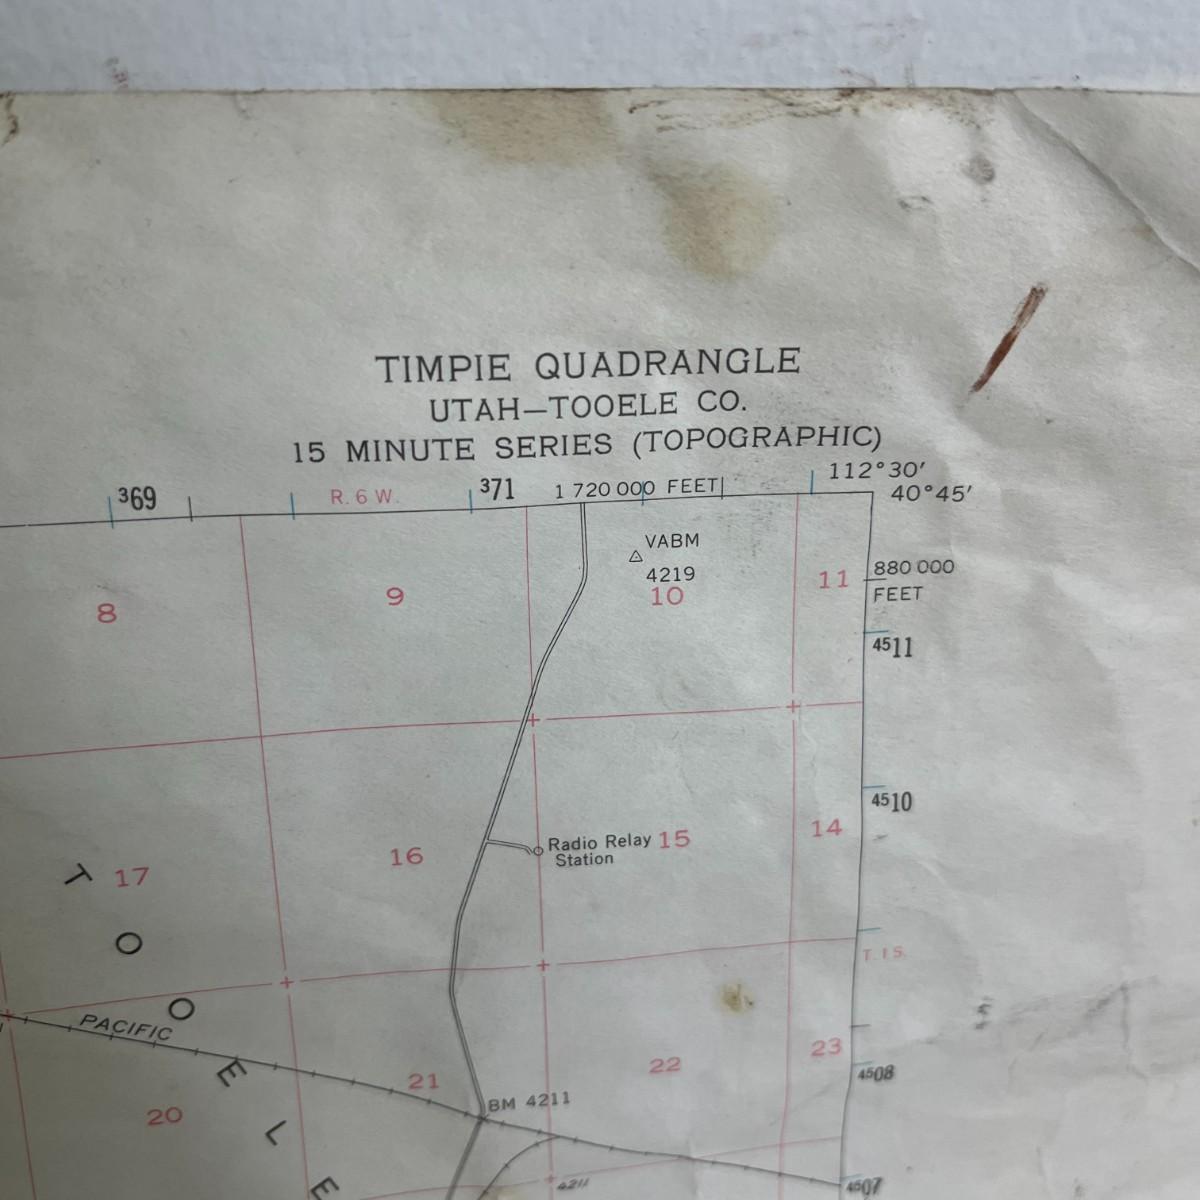 TIMPIE QUADRANGLE
UTAH—TOOELE CO.
15 MINUTE SERIES (TOPOGRAPHIC)
369
R. 6 W.
371
1 720 000 FEET
112°30′
40°45′
VABM
4219
880 000
FEET
8
9
10
11
4511
4510
Radio Relay
Station
15
14
16
17
T. 1 S.
TOOELE
PACIFIC
23
22
21
4508
BM 4211
20
4211
4507